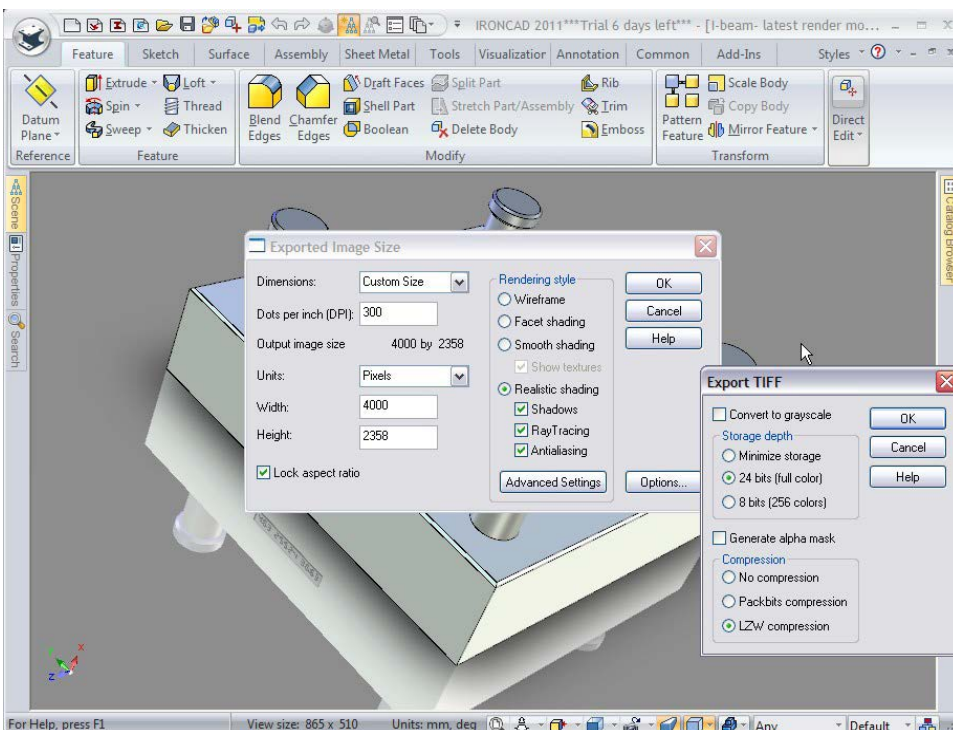 IRONCAD 2011***Trial 6 days left*** - [I-beam- latest render mo...
Feature Sketch Surface Assembly Sheet Metal Tools Visualizatior Annotation Common Add-Ins Styles
Datum Plane
Reference
Extrude Loft
Spin Thread
Sweep Thicken
Feature
Blend Edges
Chamfer Edges
Draft Faces Split Part
Shell Part Stretch Part/Assembly
Boolean Delete Body
Rib
Trim
Emboss
Modify
Pattern Feature
Scale Body
Copy Body
Mirror Feature
Transform
Direct Edit
Scene
Properties
Search
Catalog Browser
Exported Image Size
Dimensions: Custom Size
Dots per inch (DPI): 300
Output image size 4000 by 2358
Units: Pixels
Width: 4000
Height: 2358
Lock aspect ratio
Rendering style
Wireframe
Facet shading
Smooth shading
Show textures
Realistic shading
Shadows
RayTracing
Antialiasing
Advanced Settings
OK
Cancel
Help
Options...
Export TIFF
Convert to grayscale
Storage depth
Minimize storage
24 bits (full color)
8 bits (256 colors)
Generate alpha mask
Compression
No compression
Packbits compression
LZW compression
OK
Cancel
Help
X
Z
For Help, press F1 View size: 865 x 510 Units: mm, deg Any Default